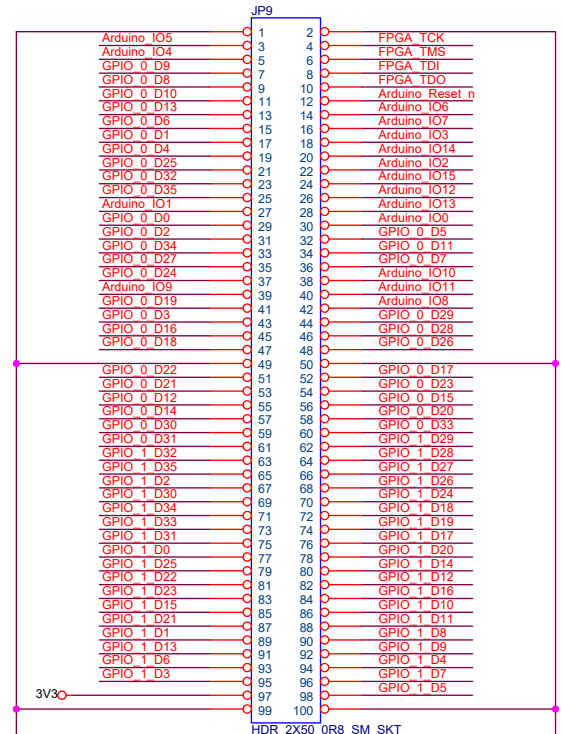 JP9
1 2
Arduino_IO5 3 4 FPGA_TCK
Arduino_IO4 5 6 FPGA_TMS
GPIO_0_D9 7 8 FPGA_TDI
GPIO_0_D8 9 10 FPGA_TDO
GPIO_0_D10 11 12 Arduino_Reset_n
GPIO_0_D13 13 14 Arduino_IO6
GPIO_0_D6 15 16 Arduino_IO7
GPIO_0_D1 17 18 Arduino_IO3
GPIO_0_D4 19 20 Arduino_IO14
GPIO_0_D25 21 22 Arduino_IO2
GPIO_0_D32 23 24 Arduino_IO15
GPIO_0_D35 25 26 Arduino_IO12
Arduino_IO1 27 28 Arduino_IO13
GPIO_0_D0 29 30 Arduino_IO0
GPIO_0_D2 31 32 GPIO_0_D5
GPIO_0_D34 33 34 GPIO_0_D11
GPIO_0_D27 35 36 GPIO_0_D7
GPIO_0_D24 37 38 Arduino_IO10
Arduino_IO9 39 40 Arduino_IO11
GPIO_0_D19 41 42 Arduino_IO8
GPIO_0_D3 43 44 GPIO_0_D29
GPIO_0_D16 45 46 GPIO_0_D28
GPIO_0_D18 47 48 GPIO_0_D26
49 50
GPIO_0_D22 51 52 GPIO_0_D17
GPIO_0_D21 53 54 GPIO_0_D23
GPIO_0_D12 55 56 GPIO_0_D15
GPIO_0_D14 57 58 GPIO_0_D20
GPIO_0_D30 59 60 GPIO_0_D33
GPIO_0_D31 61 62 GPIO_1_D29
GPIO_1_D32 63 64 GPIO_1_D28
GPIO_1_D35 65 66 GPIO_1_D27
GPIO_1_D2 67 68 GPIO_1_D26
GPIO_1_D30 69 70 GPIO_1_D24
GPIO_1_D34 71 72 GPIO_1_D18
GPIO_1_D33 73 74 GPIO_1_D19
GPIO_1_D31 75 76 GPIO_1_D17
GPIO_1_D0 77 78 GPIO_1_D20
GPIO_1_D25 79 80 GPIO_1_D14
GPIO_1_D22 81 82 GPIO_1_D12
GPIO_1_D23 83 84 GPIO_1_D16
GPIO_1_D15 85 86 GPIO_1_D10
GPIO_1_D21 87 88 GPIO_1_D11
GPIO_1_D1 89 90 GPIO_1_D8
GPIO_1_D13 91 92 GPIO_1_D9
GPIO_1_D6 93 94 GPIO_1_D4
GPIO_1_D3 95 96 GPIO_1_D7
3V3 97 98 GPIO_1_D5
99 100
HDR_2X50_0R8_SM_SKT